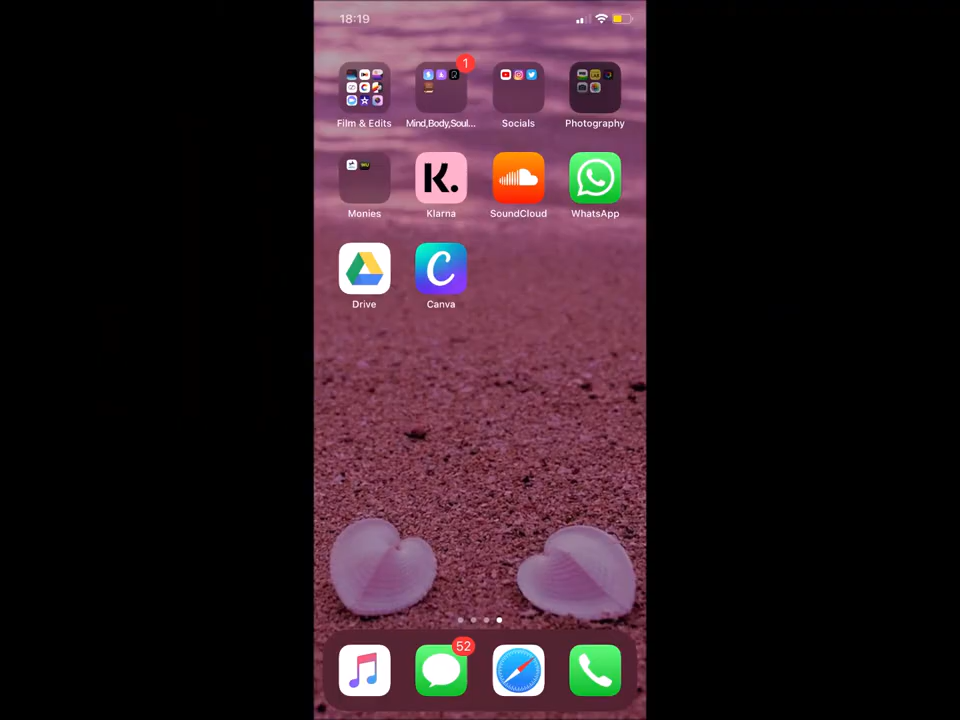 18:19
1
Film & Edits
Mind,Body,Soul...
Socials
Photography
K.
Monies
Klarna
SoundCloud
WhatsApp
C
Drive
Canva
52